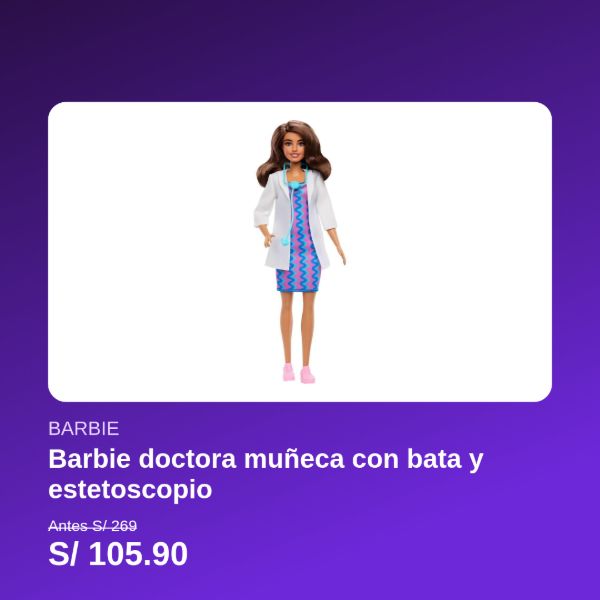 BARBIE
Barbie doctora muñeca con bata y
estetoscopio
Antes S/ 269
S/ 105.90